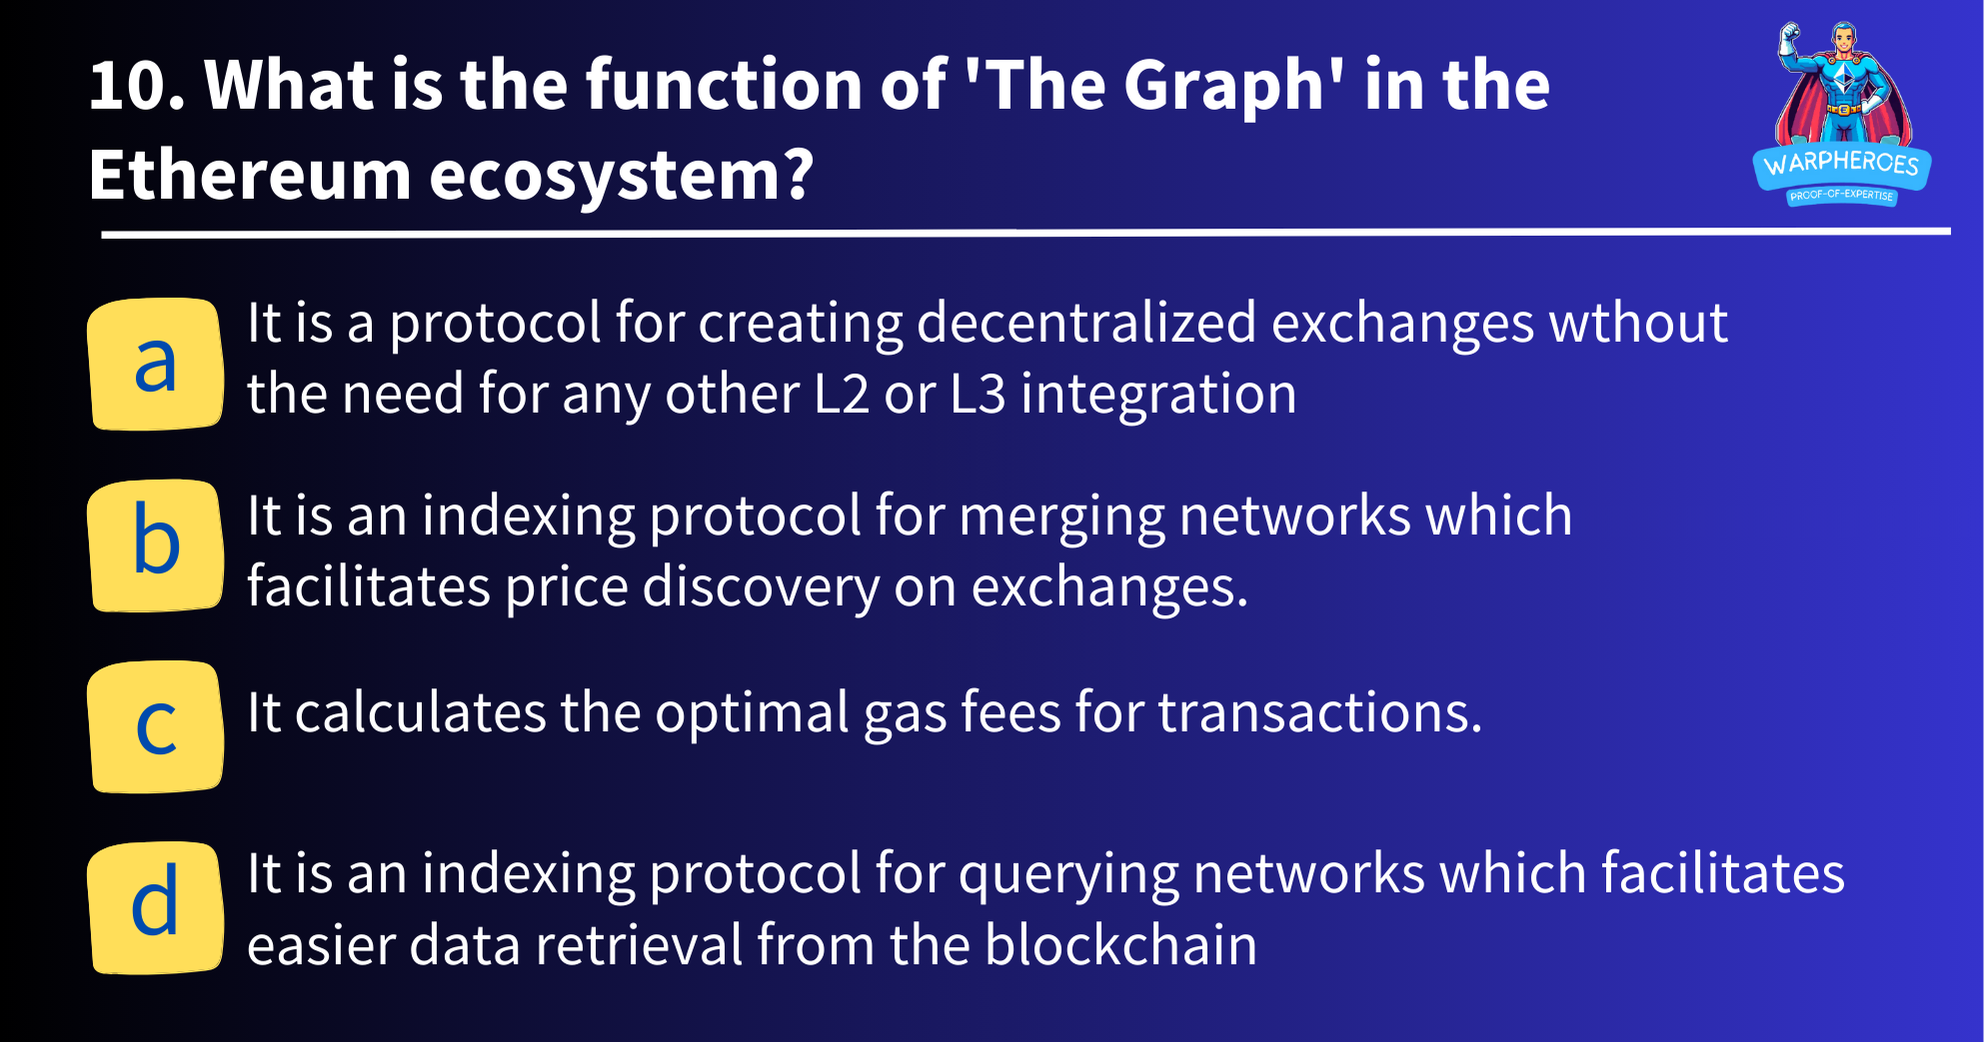 10. What is the function of 'The Graph' in the
Ethereum ecosystem?
WARPHEROES
PROOF-OF-EXPERTISE
a
It is a protocol for creating decentralized exchanges wthout
the need for any other L2 or L3 integration
b
It is an indexing protocol for merging networks which
facilitates price discovery on exchanges.
c
It calculates the optimal gas fees for transactions.
d
It is an indexing protocol for querying networks which facilitates
easier data retrieval from the blockchain